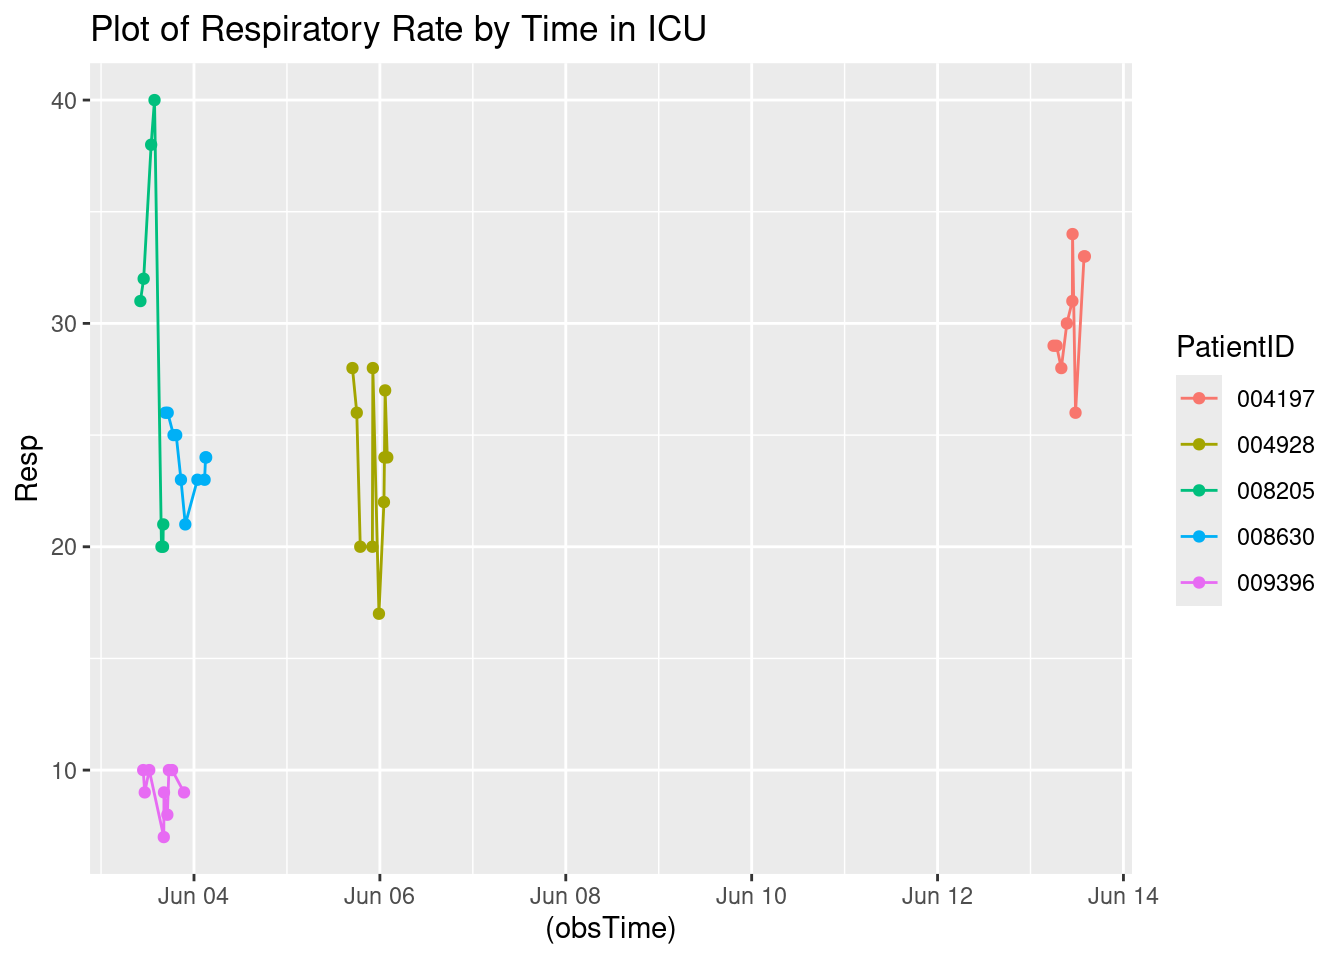 Plot of Respiratory Rate by Time in ICU
Resp
40
30
20
10
Jun 04
Jun 06
Jun 08
Jun 10
Jun 12
Jun 14
(obsTime)
PatientID
004197
004928
008205
008630
009396